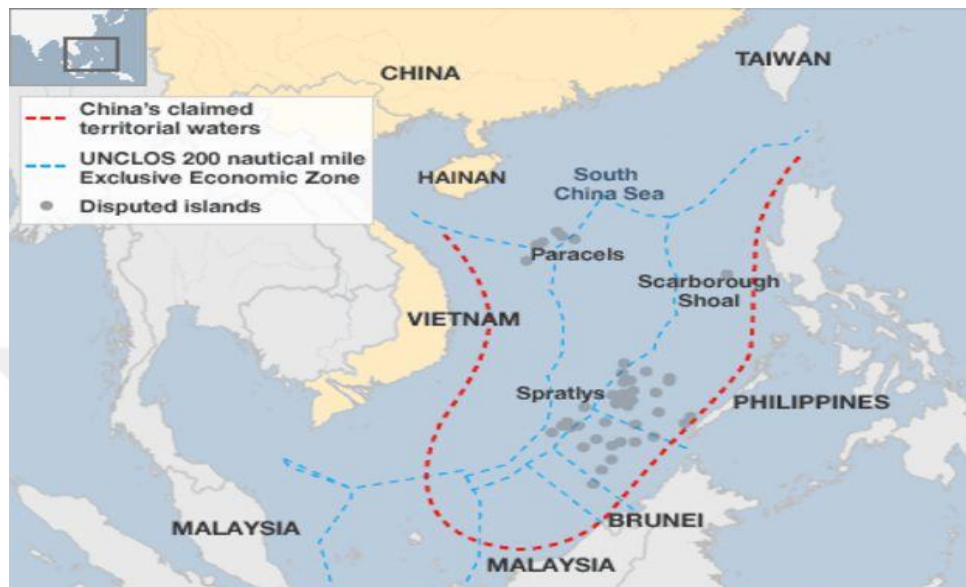 CHINA
TAIWAN
China's claimed
territorial waters
UNCLOS 200 nautical mile
Exclusive Economic Zone
Disputed islands
HAINAN
South
China Sea
Paracels
Scarborough
Shoal
VIETNAM
Spratlys
PHILIPPINES
MALAYSIA
BRUNEI
MALAYSIA